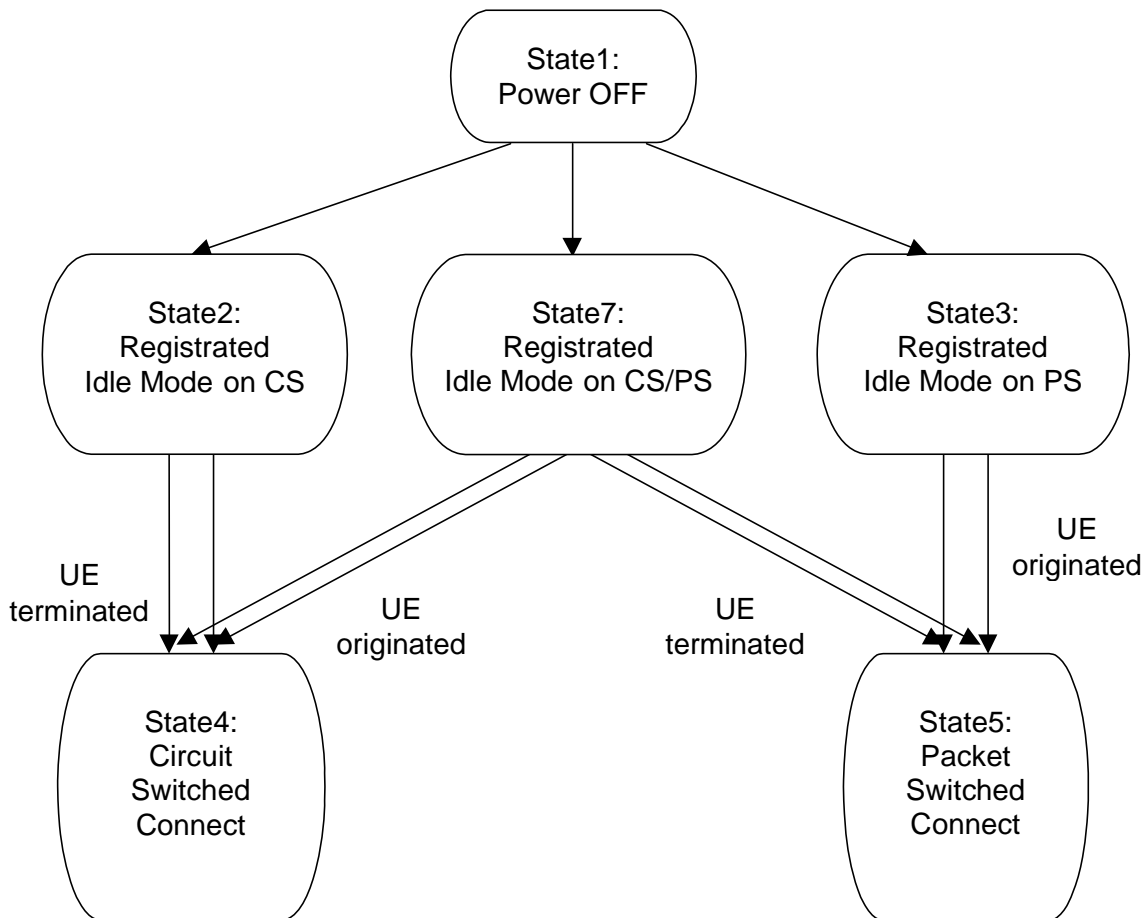 State1:
Power OFF
State2:
Registrated
Idle Mode on CS
State7:
Registrated
Idle Mode on CS/PS
State3:
Registrated
Idle Mode on PS
UE
terminated
UE
originated
UE
terminated
UE
originated
State4:
Circuit
Switched
Connect
State5:
Packet
Switched
Connect